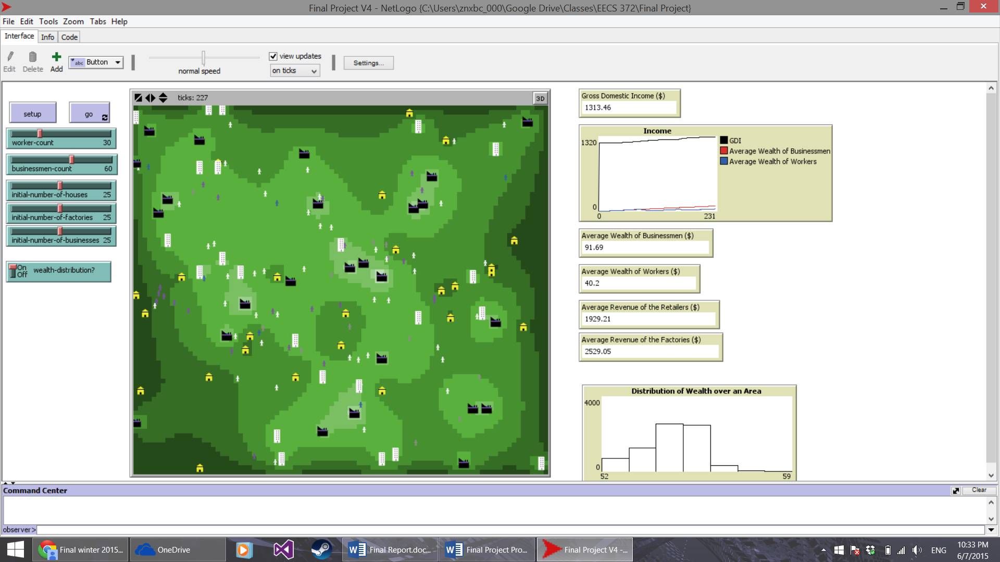 Final Project V4 - NetLogo {C:\Users\znxbc_000\Google Drive\Classes\EECS 372\Final Project}
File Edit Tools Zoom Tabs Help
Interface Info Code
Edit Delete Add
abc Button
normal speed
view updates
on ticks
Settings...
setup
go
worker-count 30
businessmen-count 60
initial-number-of-houses 25
initial-number-of-factories 25
initial-number-of-businesses 25
On
Off
wealth-distribution?
ticks: 227
3D
Gross Domestic Income ($)
1313.46
Income
1320
0
0 231
GDI
Average Wealth of Businessmen
Average Wealth of Workers
Average Wealth of Businessmen ($)
91.69
Average Wealth of Workers ($)
40.2
Average Revenue of the Retailers ($)
1929.21
Average Revenue of the Factories ($)
2529.05
Distribution of Wealth over an Area
4000
0
52 59
Command Center
Clear
observer>
Final winter 2015...
OneDrive
Final Report.doc...
Final Project Pro...
Final Project V4 -...
ENG
10:33 PM
6/7/2015